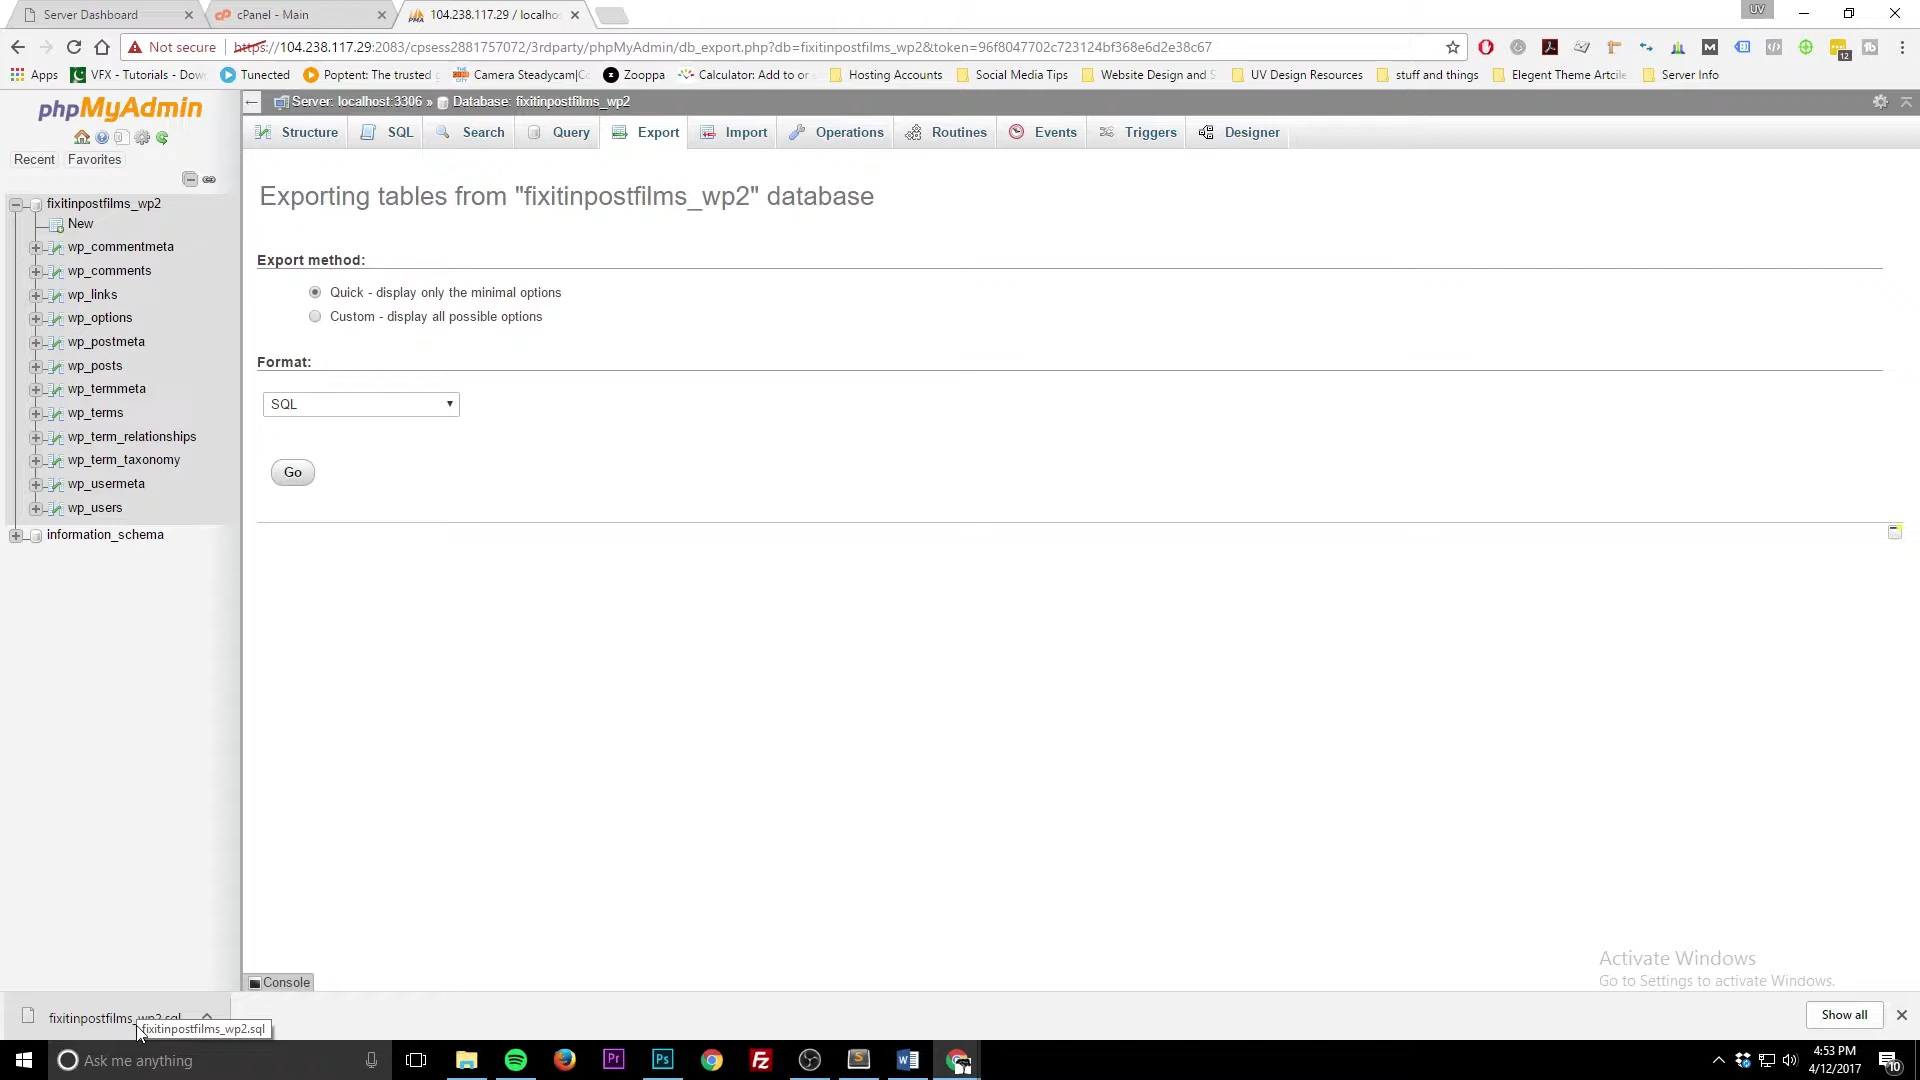 Server Dashboard
cPanel - Main
104.238.117.29 / localho
UV
Not secure
https://104.238.117.29:2083/cpsess2881757072/3rdparty/phpMyAdmin/db_export.php?db=fixitinpostfilms_wp2&token=96f8047702c723124bf368e6d2e38c67
12
Apps
VFX - Tutorials - Dow
Tunected
Poptent: The trusted
Camera Steadycam|C
Zooppa
Calculator: Add to or
Hosting Accounts
Social Media Tips
Website Design and S
UV Design Resources
stuff and things
Elegent Theme Artcile
Server Info
phpMyAdmin
Server: localhost:3306 » Database: fixitinpostfilms_wp2
Structure
SQL
Search
Query
Export
Import
Operations
Routines
Events
Triggers
Designer
Recent
Favorites
fixitinpostfilms_wp2
New
wp_commentmeta
wp_comments
wp_links
wp_options
wp_postmeta
wp_posts
wp_termmeta
wp_terms
wp_term_relationships
wp_term_taxonomy
wp_usermeta
wp_users
information_schema
Exporting tables from "fixitinpostfilms_wp2" database
Export method:
Quick - display only the minimal options
Custom - display all possible options
Format:
SQL
Go
Activate Windows
Go to Settings to activate Windows.
Console
fixitinpostfilms_wp2.sql
fixitinpostfilms_wp2.sql
Show all
Ask me anything
Pr
Ps
4:53 PM
4/12/2017
10